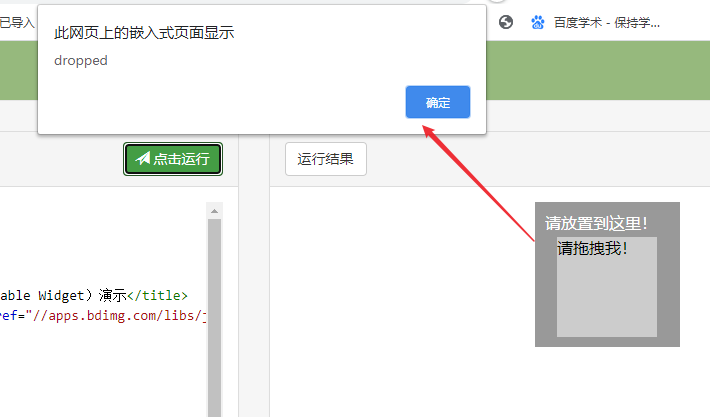 已导入
百度学术 - 保持学...
此网页上的嵌入式页面显示
dropped
确定
点击运行
运行结果
请放置到这里！
请拖拽我！
able Widget）演示</title>
ref="//apps.bdimg.com/libs/j